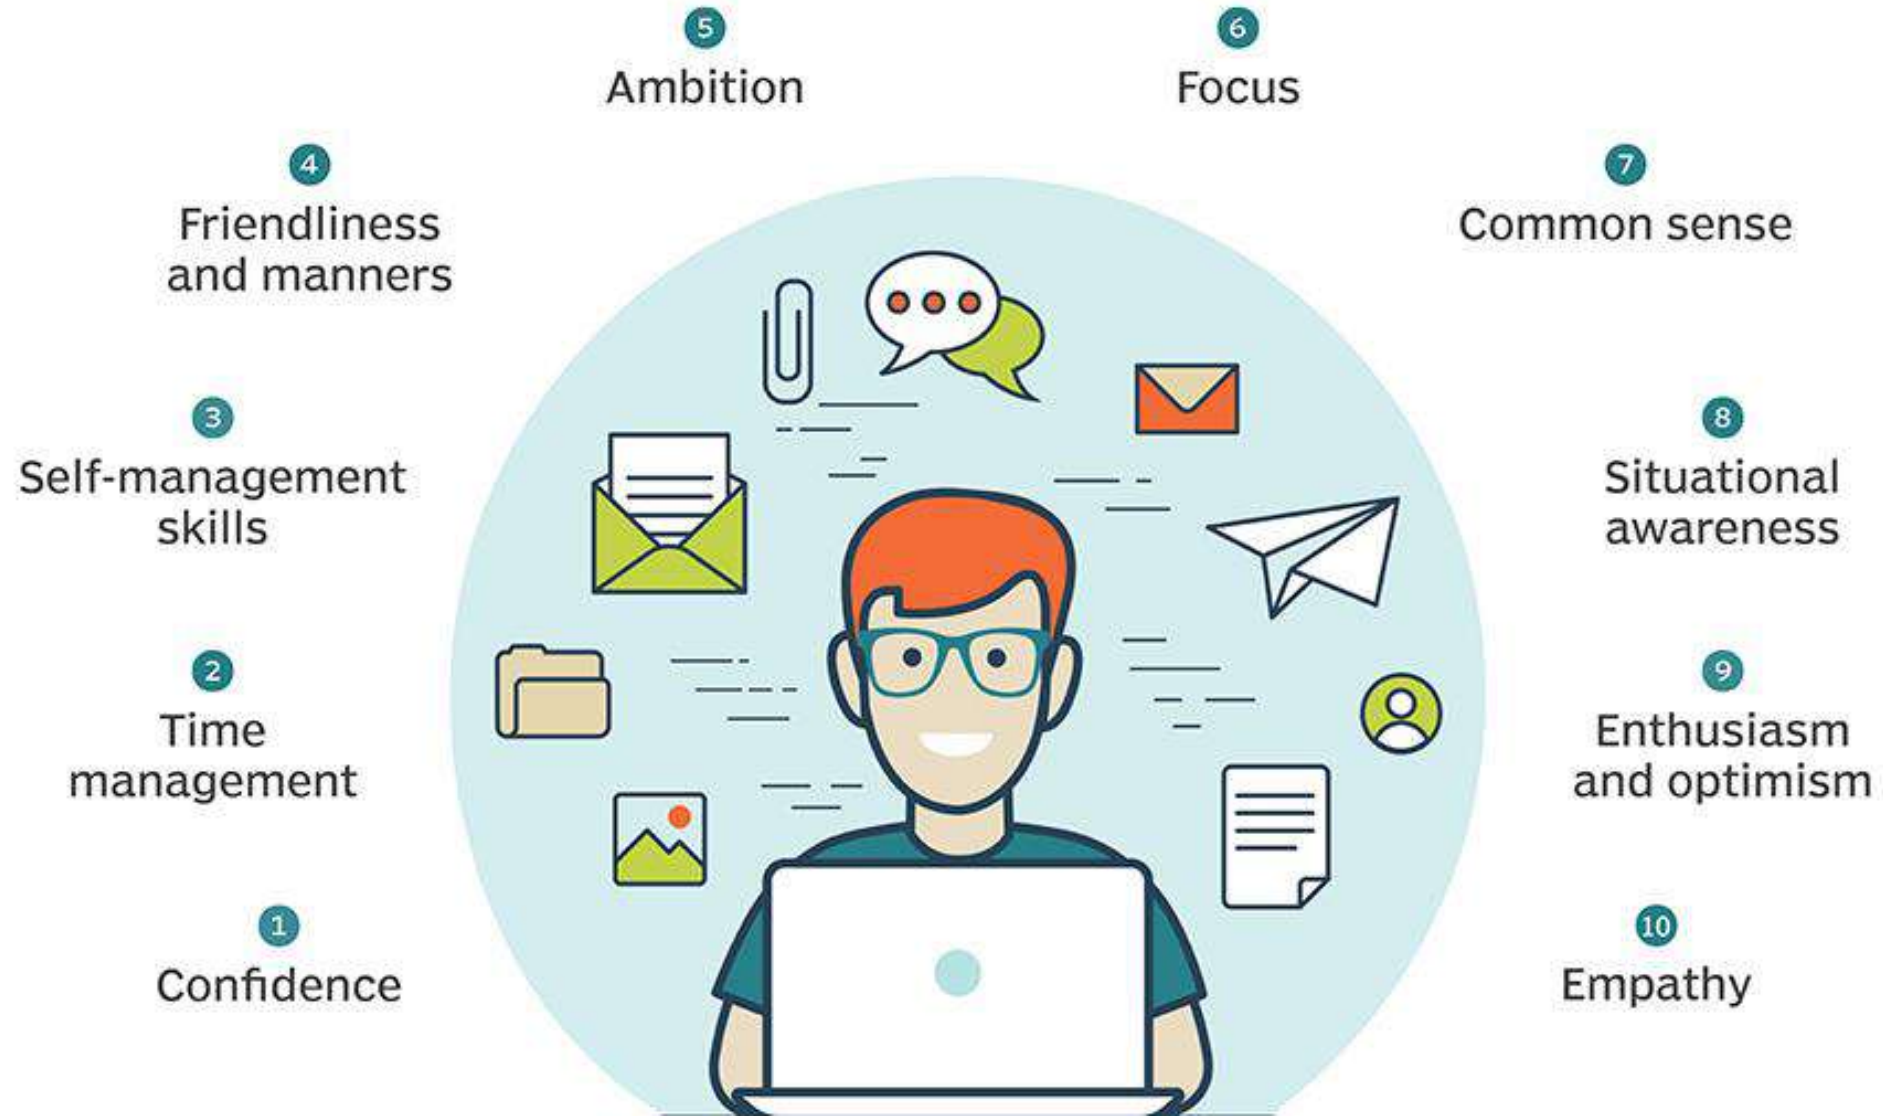 1
Confidence
2
Time
management
3
Self-management
skills
4
Friendliness
and manners
5
Ambition
6
Focus
7
Common sense
8
Situational
awareness
9
Enthusiasm
and optimism
10
Empathy